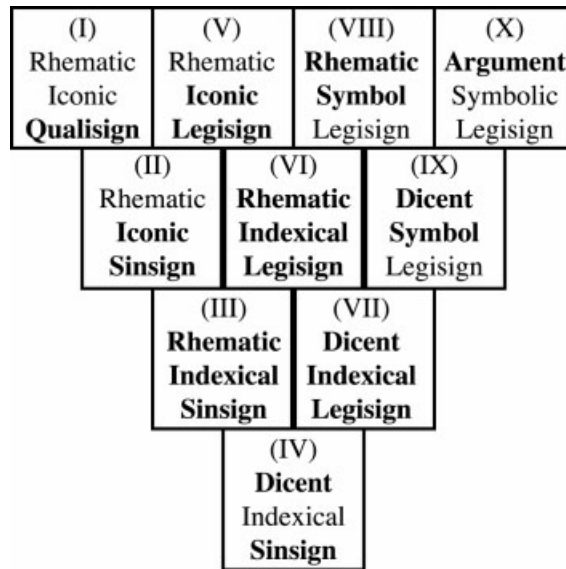 (I)
Rhematic
Iconic
Qualisign
(V)
Rhematic
Iconic
Legisign
(VIII)
Rhematic
Symbol
Legisign
(X)
Argument
Symbolic
Legisign
(II)
Rhematic
Iconic
Sinsign
(VI)
Rhematic
Indexical
Legisign
(IX)
Dicent
Symbol
Legisign
(III)
Rhematic
Indexical
Sinsign
(VII)
Dicent
Indexical
Legisign
(IV)
Dicent
Indexical
Sinsign